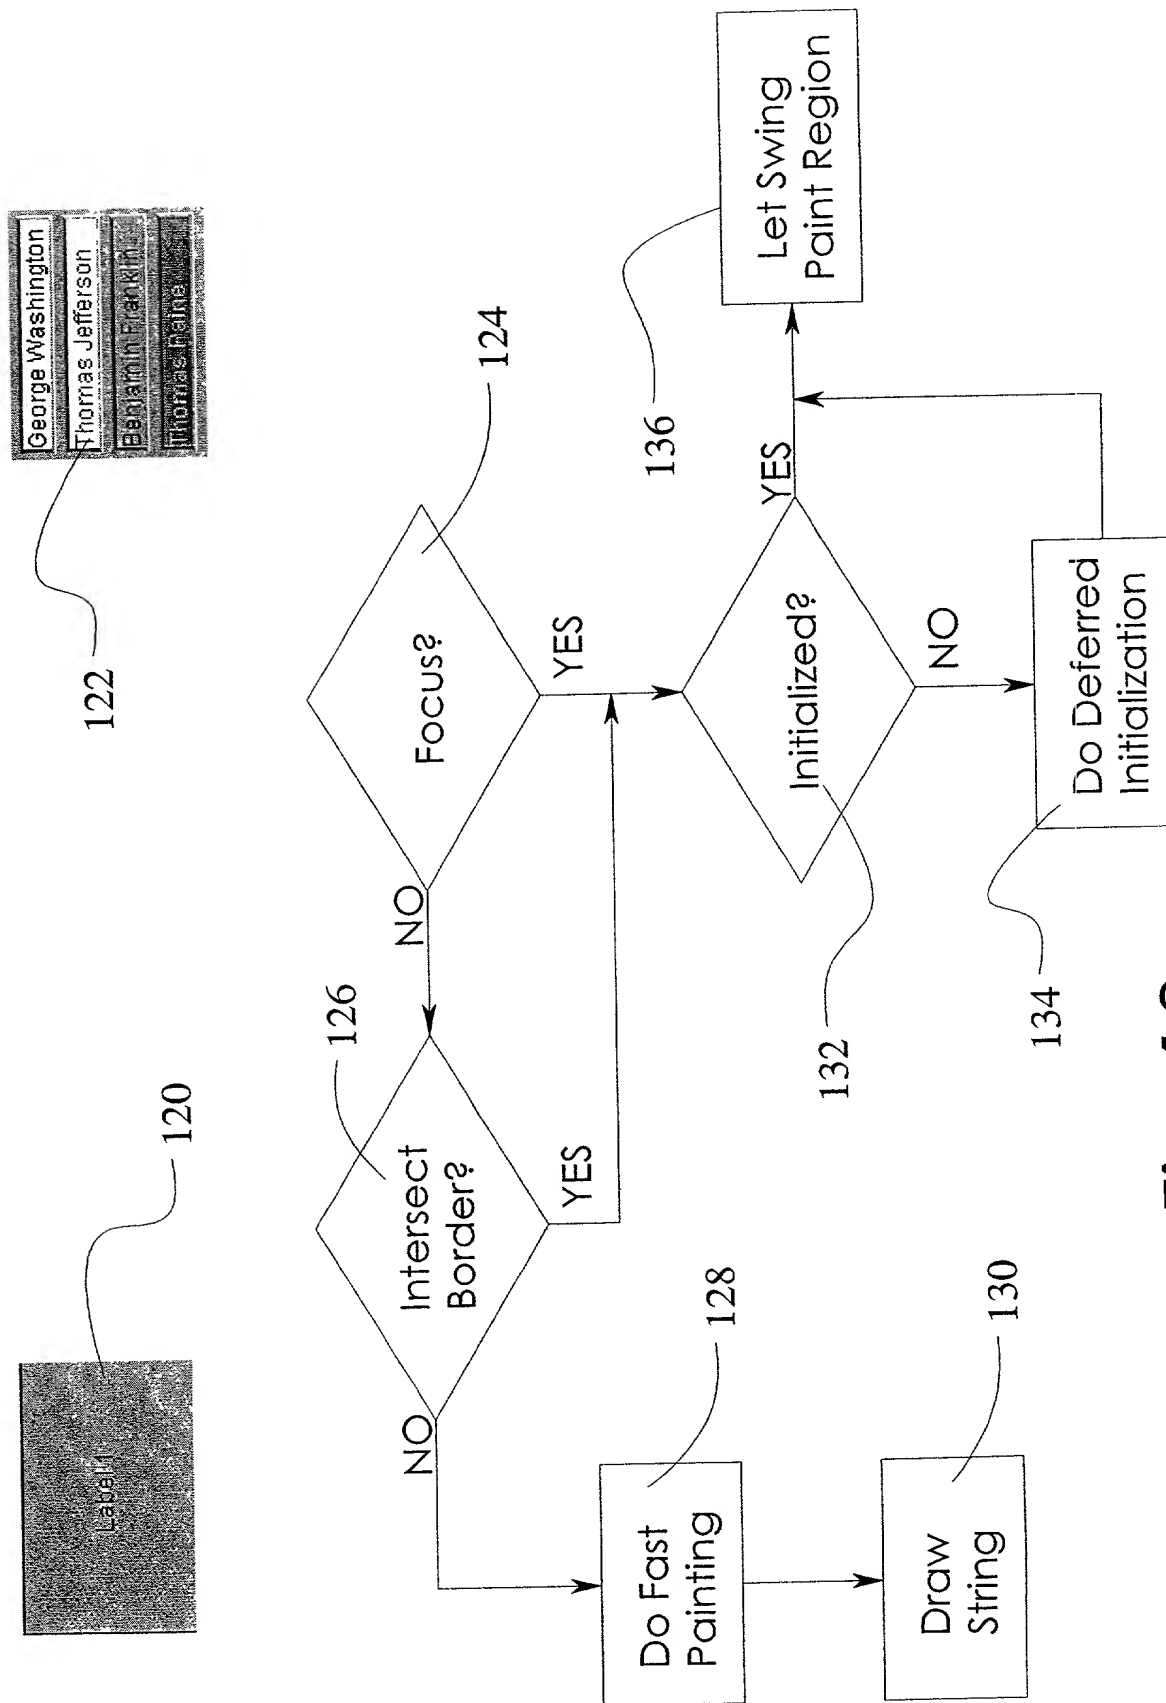 Label1
120
George Washington
Thomas Jefferson
Benjamin Franklin
Thomas Paine
122
126
124
NO
Intersect
Border?
YES
NO
Focus?
YES
Do Fast
Painting
128
136
Initialized?
YES
Let Swing
Paint Region
132
NO
Draw
String
130
134
Do Deferred
Initialization